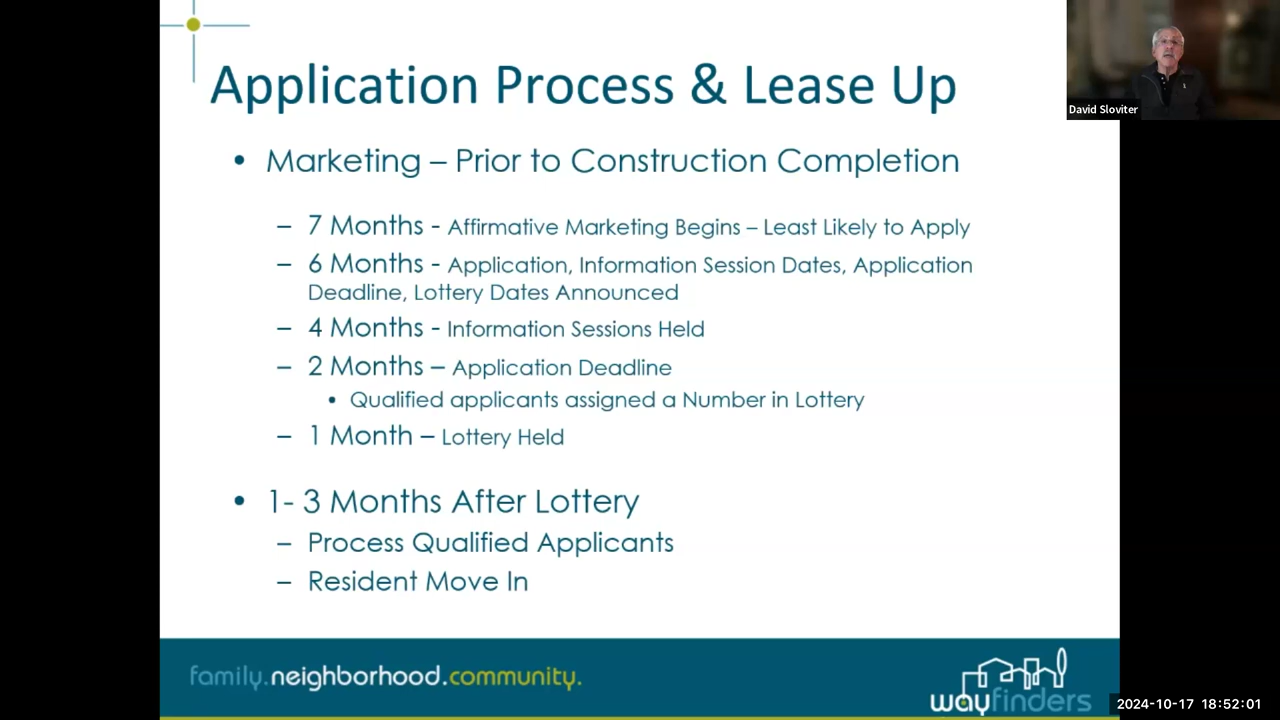 Application Process & Lease Up
David Sloviter
• Marketing – Prior to Construction Completion
– 7 Months - Affirmative Marketing Begins – Least Likely to Apply
– 6 Months - Application, Information Session Dates, Application
Deadline, Lottery Dates Announced
– 4 Months - Information Sessions Held
– 2 Months – Application Deadline
• Qualified applicants assigned a Number in Lottery
– 1 Month – Lottery Held
• 1- 3 Months After Lottery
– Process Qualified Applicants
– Resident Move In
family.neighborhood.community.
wayfinders
2024-10-17 18:52:01